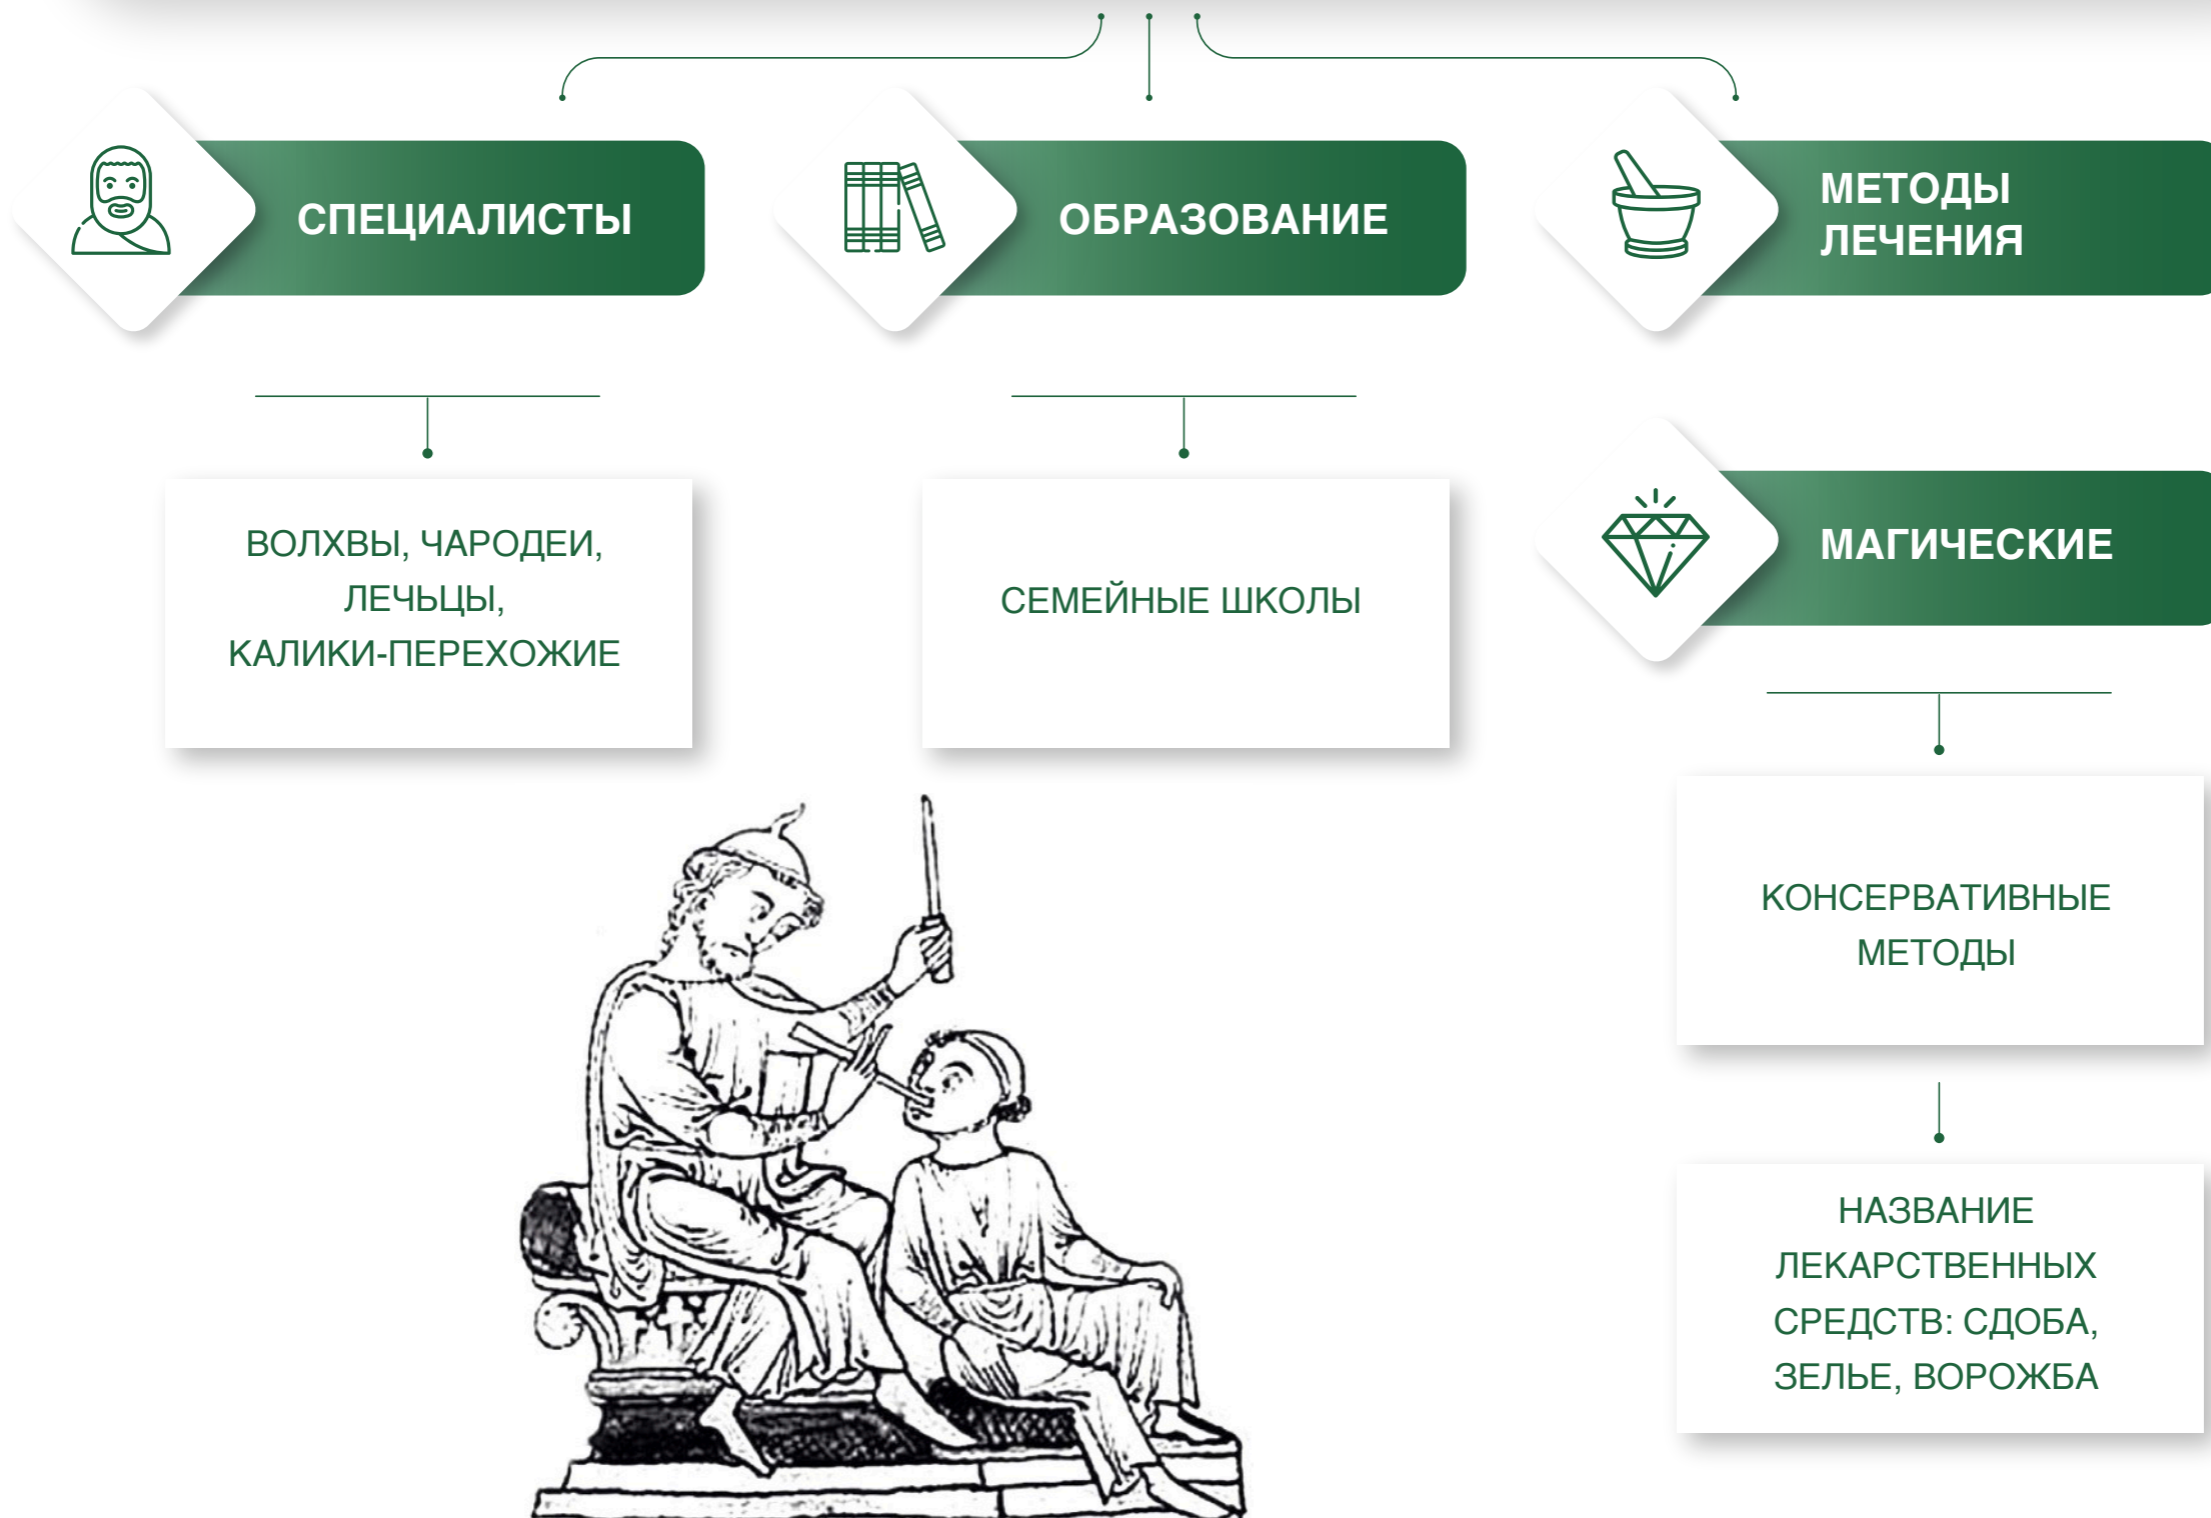 СПЕЦИАЛИСТЫ
ОБРАЗОВАНИЕ
МЕТОДЫ
ЛЕЧЕНИЯ
ВОЛХВЫ, ЧАРОДЕИ,
ЛЕЧЬЦЫ,
КАЛИКИ-ПЕРЕХОЖИЕ
СЕМЕЙНЫЕ ШКОЛЫ
МАГИЧЕСКИЕ
КОНСЕРВАТИВНЫЕ
МЕТОДЫ
НАЗВАНИЕ
ЛЕКАРСТВЕННЫХ
СРЕДСТВ: СДОБА,
ЗЕЛЬЕ, ВОРОЖБА